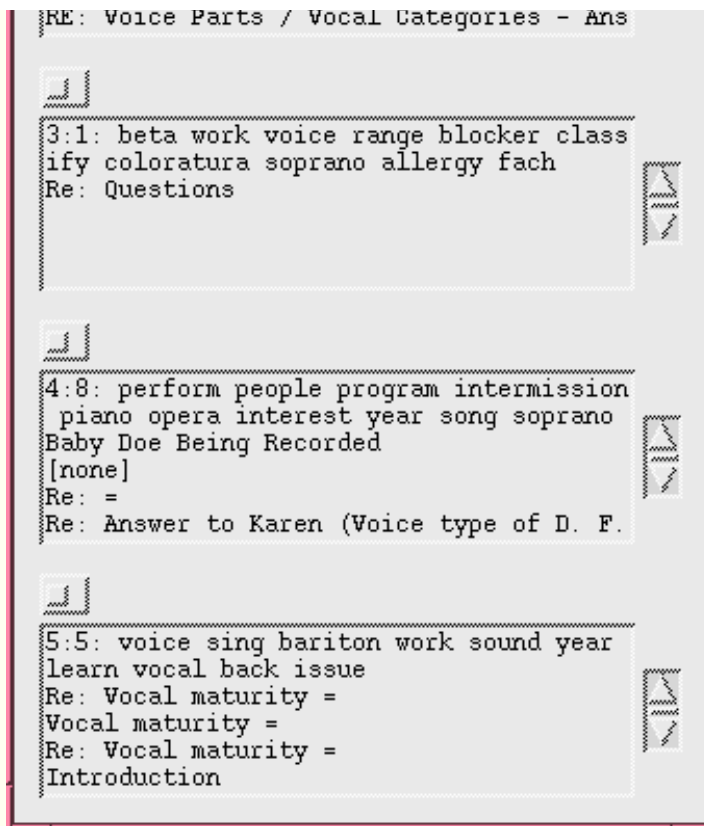 RE: Voice Parts / Vocal Categories - Ans
3:1: beta work voice range blocker class
ify coloratura soprano allergy fach
Re: Questions
4:8: perform people program intermission
 piano opera interest year song soprano
Baby Doe Being Recorded
[none]
Re: =
Re: Answer to Karen (Voice type of D. F.
5:5: voice sing bariton work sound year
learn vocal back issue
Re: Vocal maturity =
Vocal maturity =
Re: Vocal maturity =
Introduction